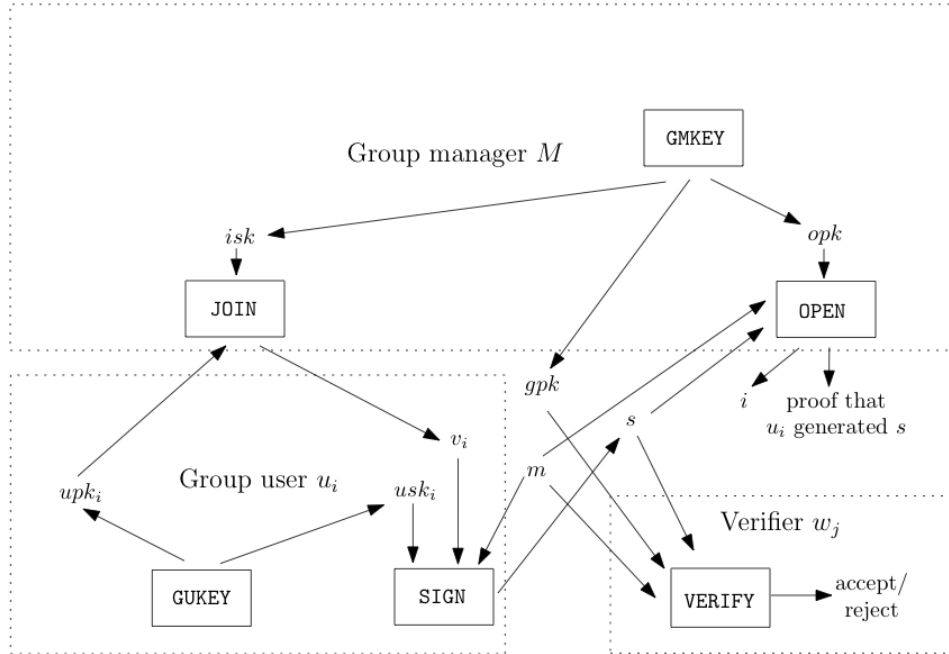 GMKEY
Group manager M
isk
opk
JOIN
OPEN
gpk
i
proof that
u_i generated s
s
v_i
m
Group user u_i
usk_i
upk_i
Verifier w_j
GUKEY
SIGN
VERIFY
accept/
reject